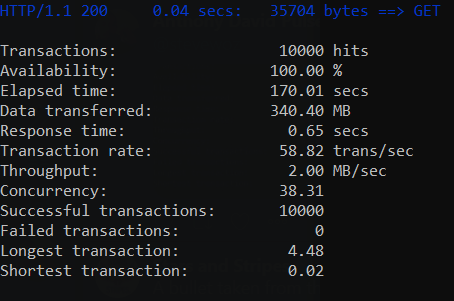 HTTP/1.1 200 0.04 secs: 35704 bytes ==> GET
Transactions: 10000 hits
Availability: 100.00 %
Elapsed time: 170.01 secs
Data transferred: 340.40 MB
Response time: 0.65 secs
Transaction rate: 58.82 trans/sec
Throughput: 2.00 MB/sec
Concurrency: 38.31
Successful transactions: 10000
Failed transactions: 0
Longest transaction: 4.48
Shortest transaction: 0.02